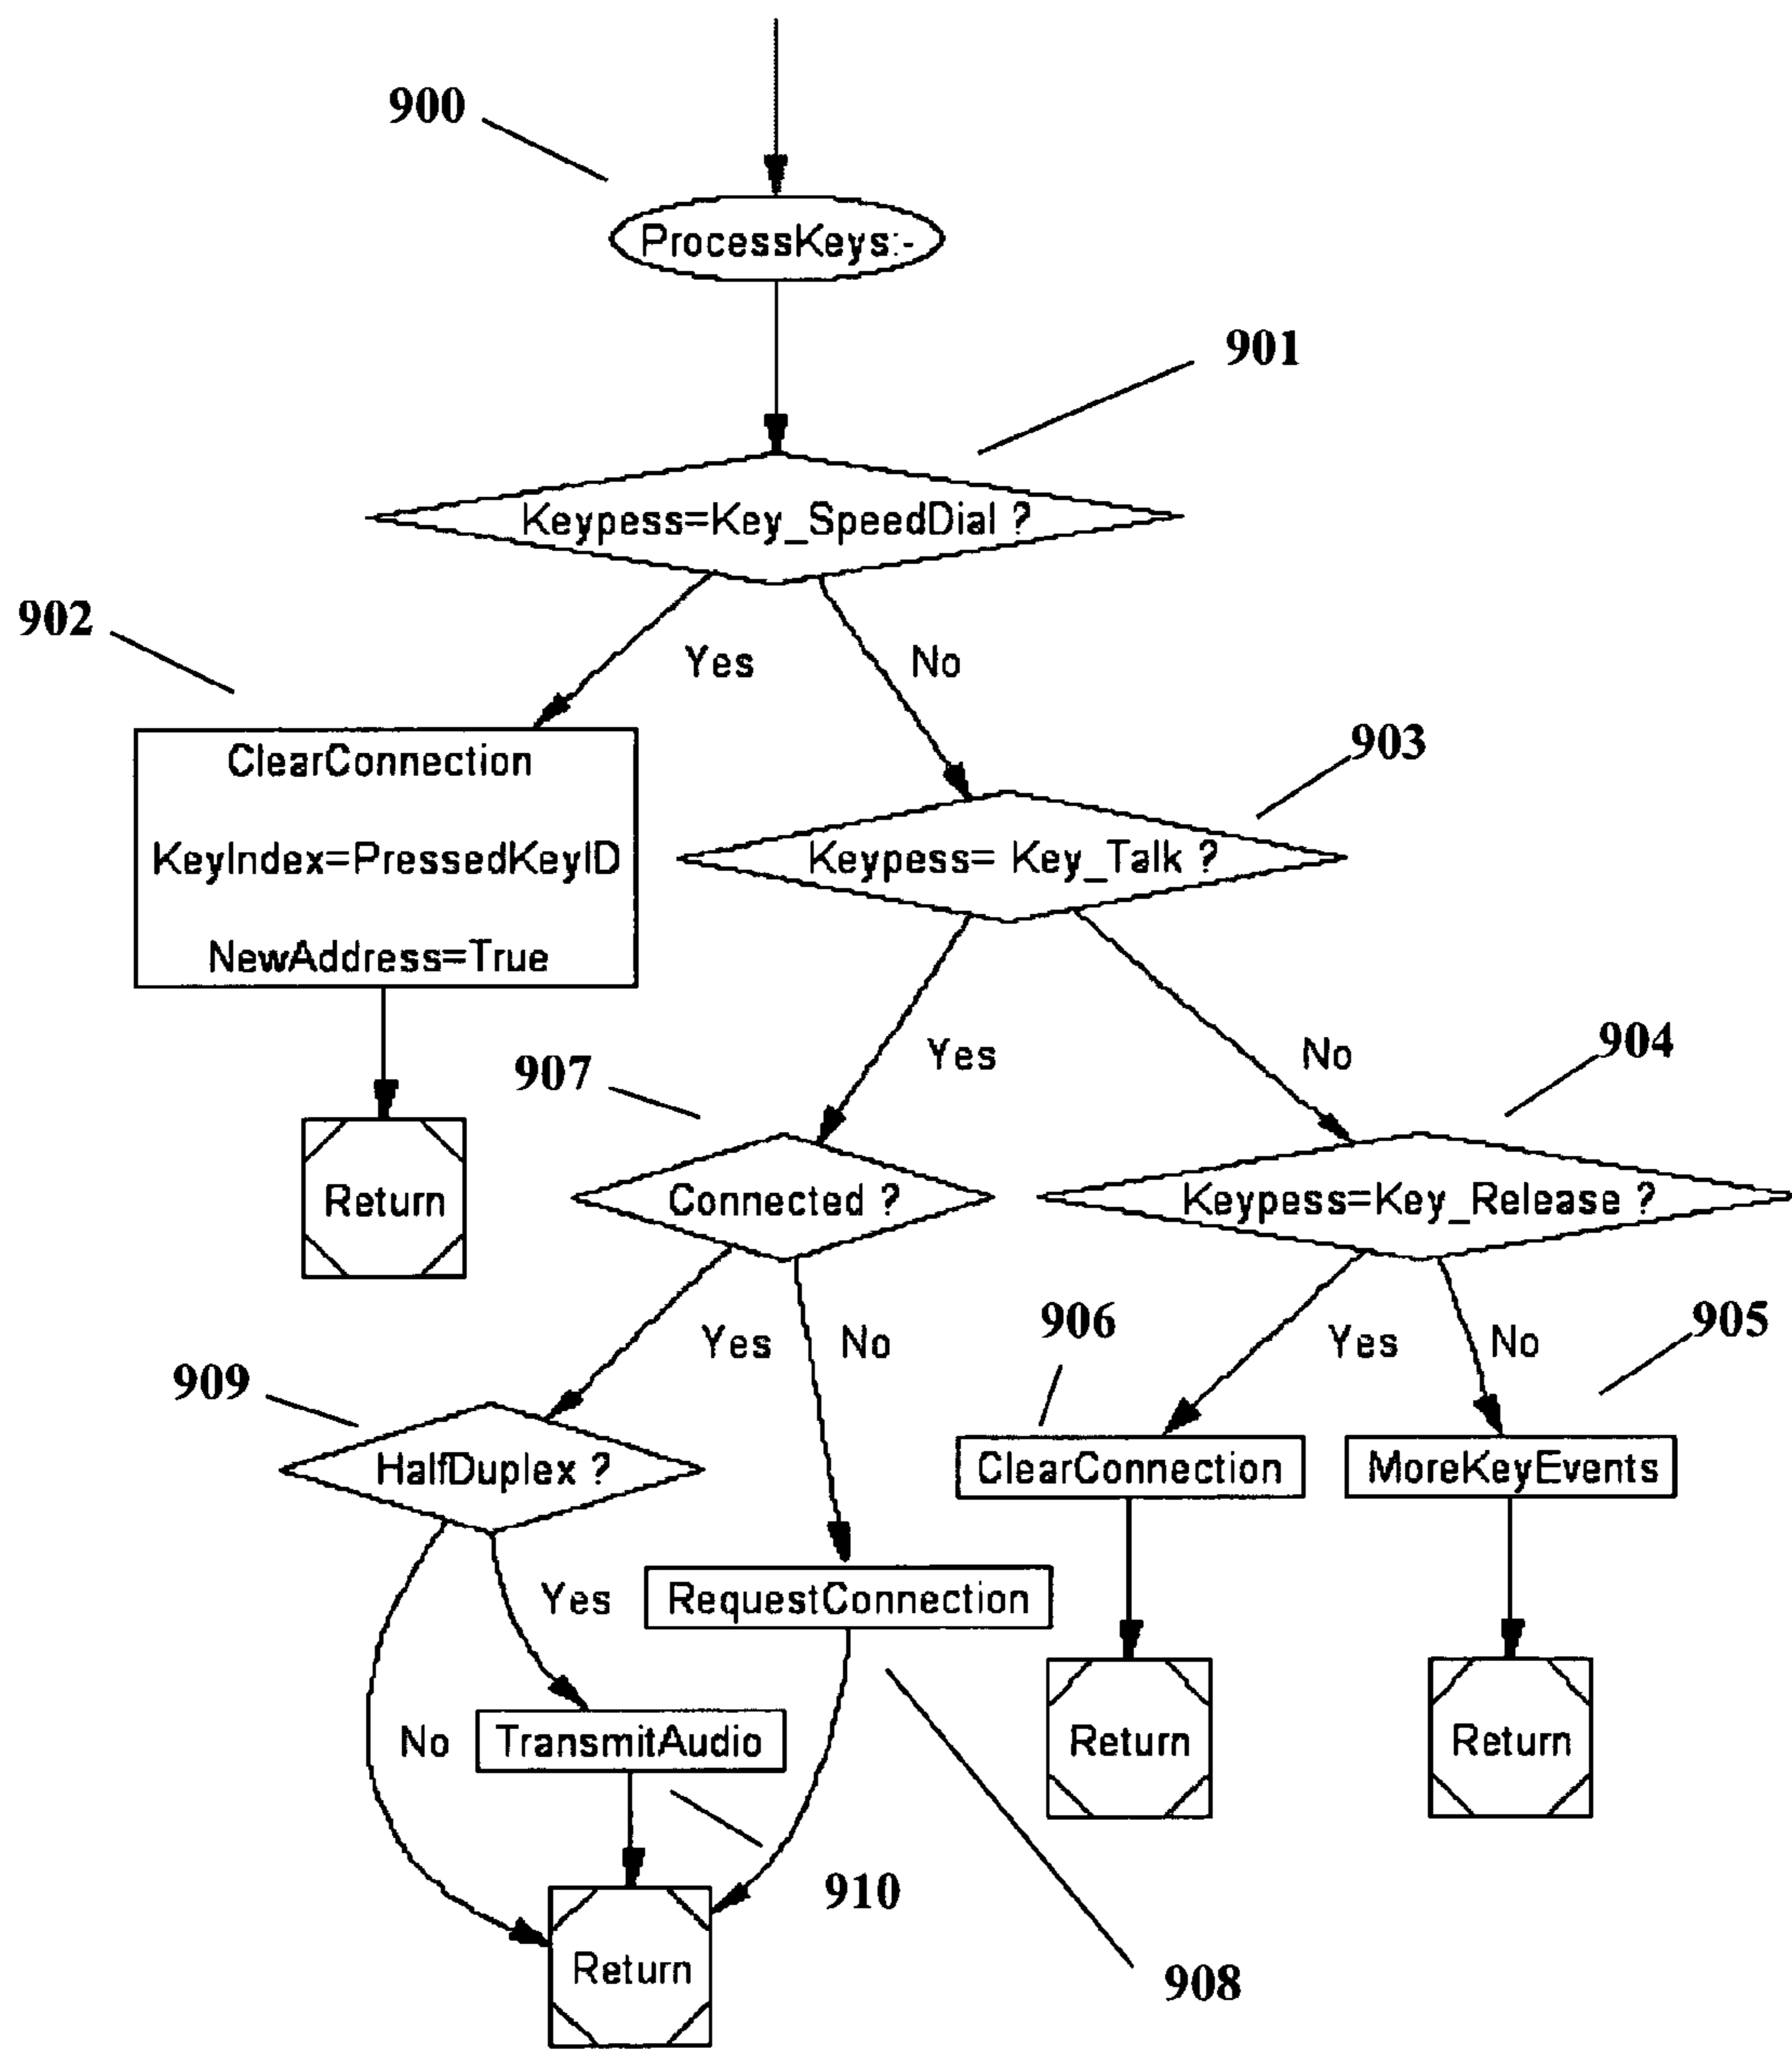 900
ProcessKeys:-
901
Keypess=Key_SpeedDial ?
902
Yes
No
ClearConnection
KeyIndex=PressedKeyID
NewAddress=True
903
Keypess= Key_Talk ?
Return
907
Yes
No
904
Connected ?
Keypess=Key_Release ?
909
Yes
No
906
Yes
No
905
HalfDuplex ?
ClearConnection
MoreKeyEvents
Yes
RequestConnection
No
TransmitAudio
Return
Return
910
Return
908